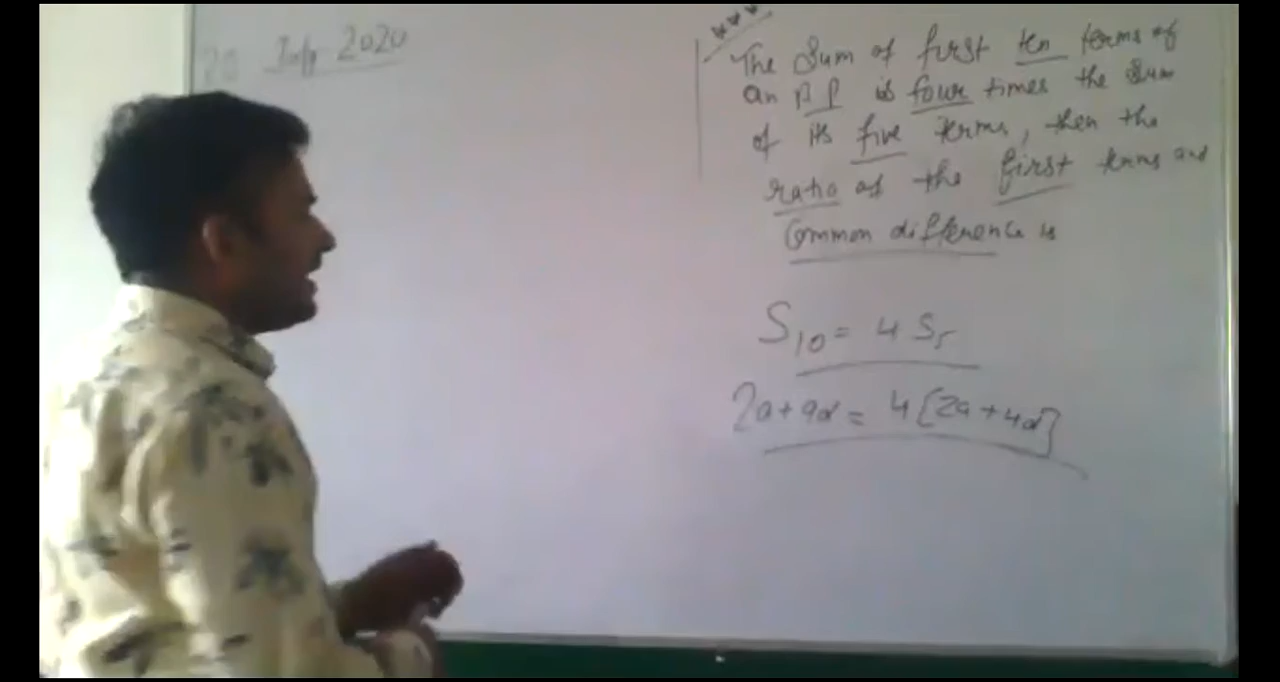 20 July 2020
The Sum of first ten terms of
an A P is four times the Sum
of its five terms, then the
ratio of the first terms and
Common difference is
S10 = 4 S5
2a+9d = 4[2a+4d]